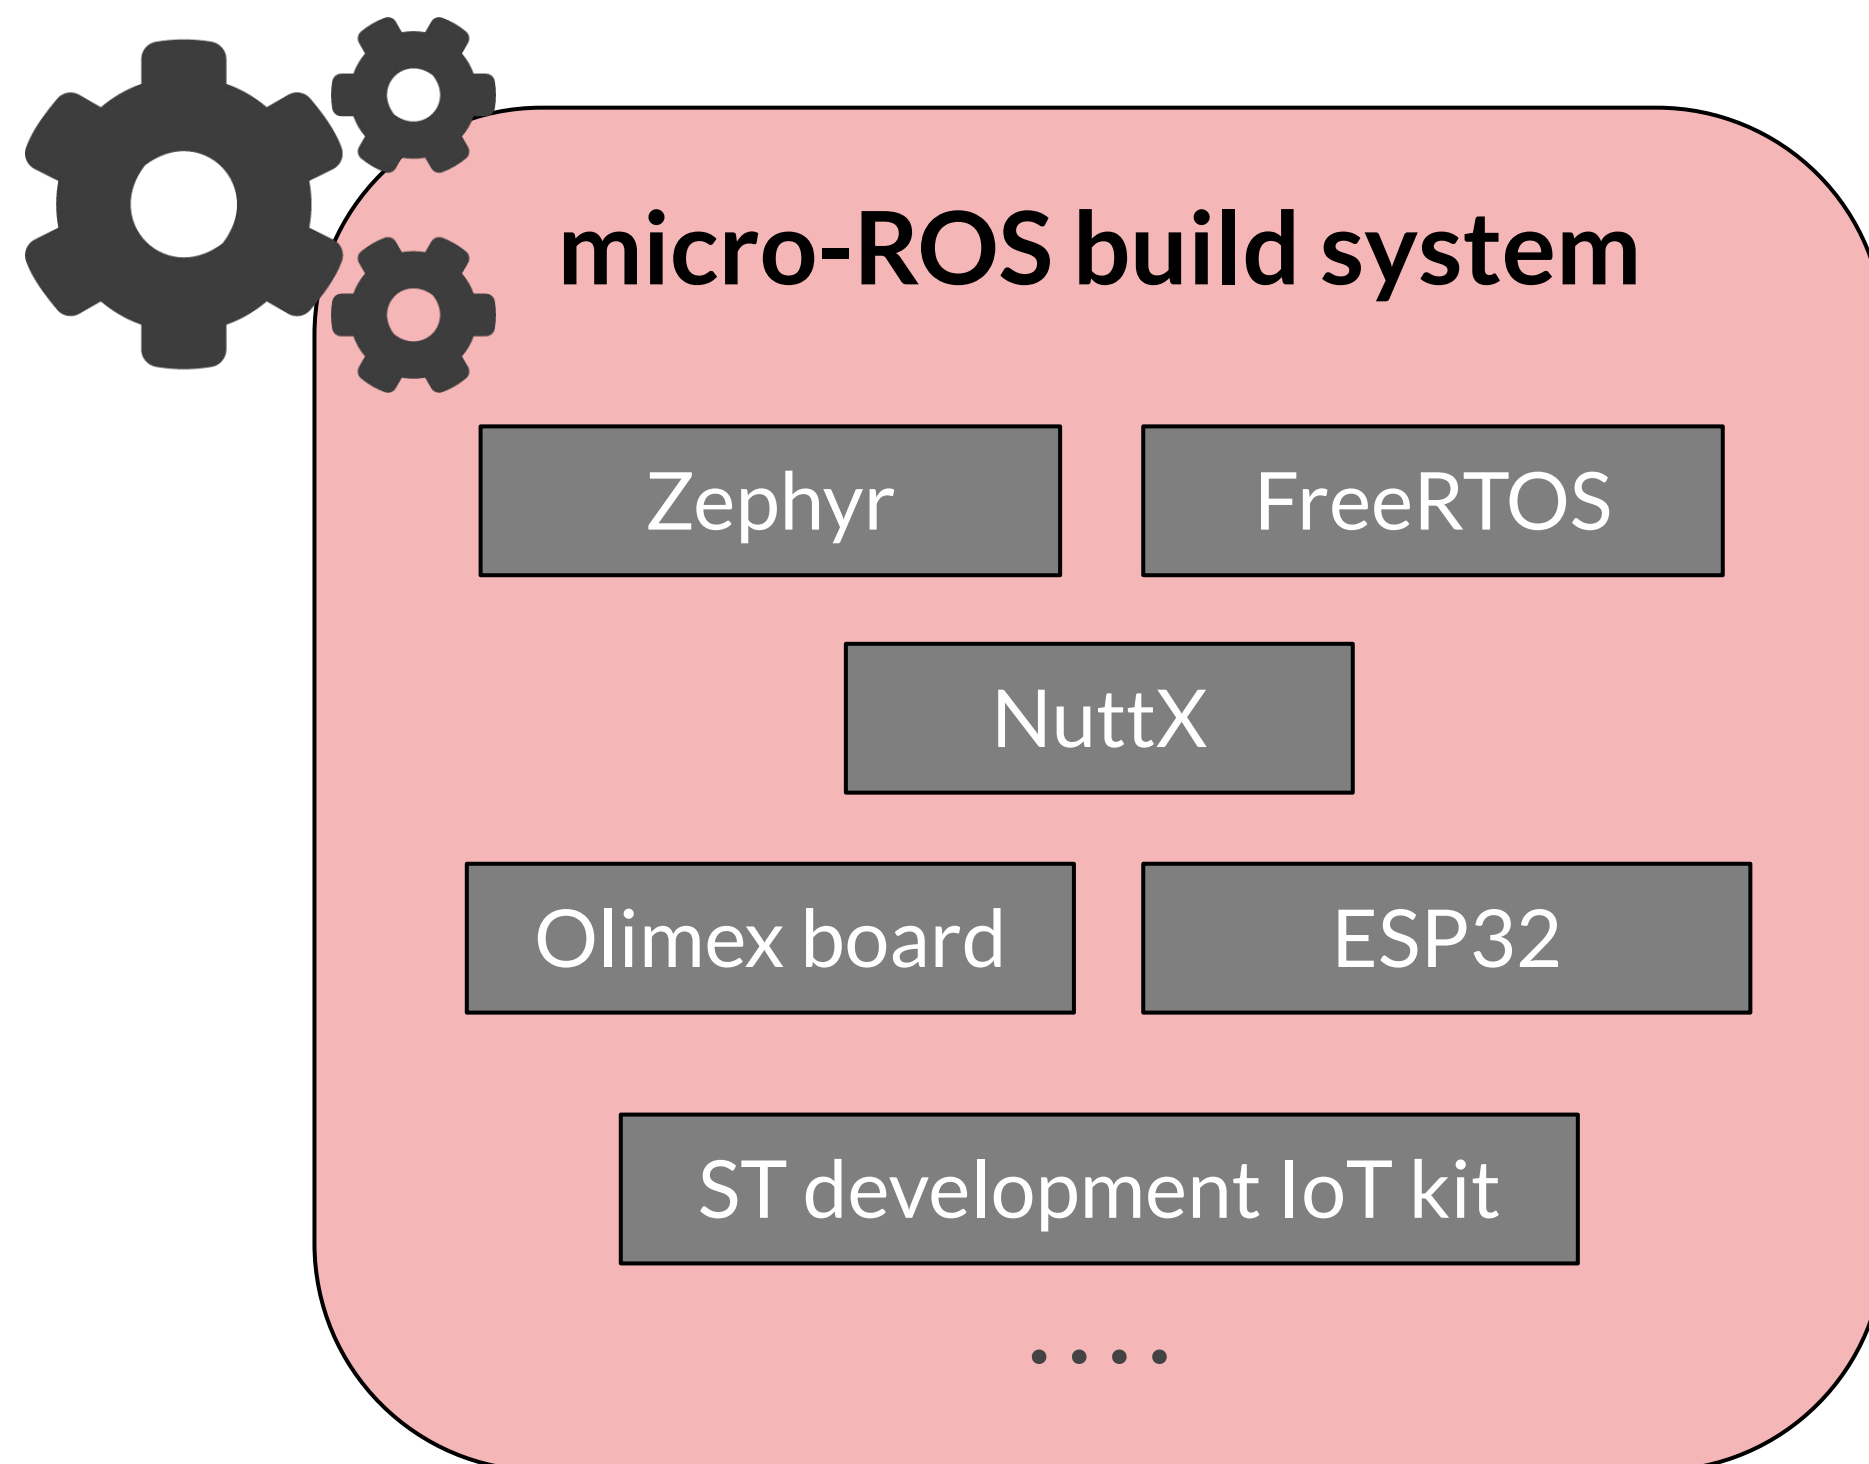 micro-ROS build system
Zephyr
FreeRTOS
NuttX
Olimex board
ESP32
ST development IoT kit
....